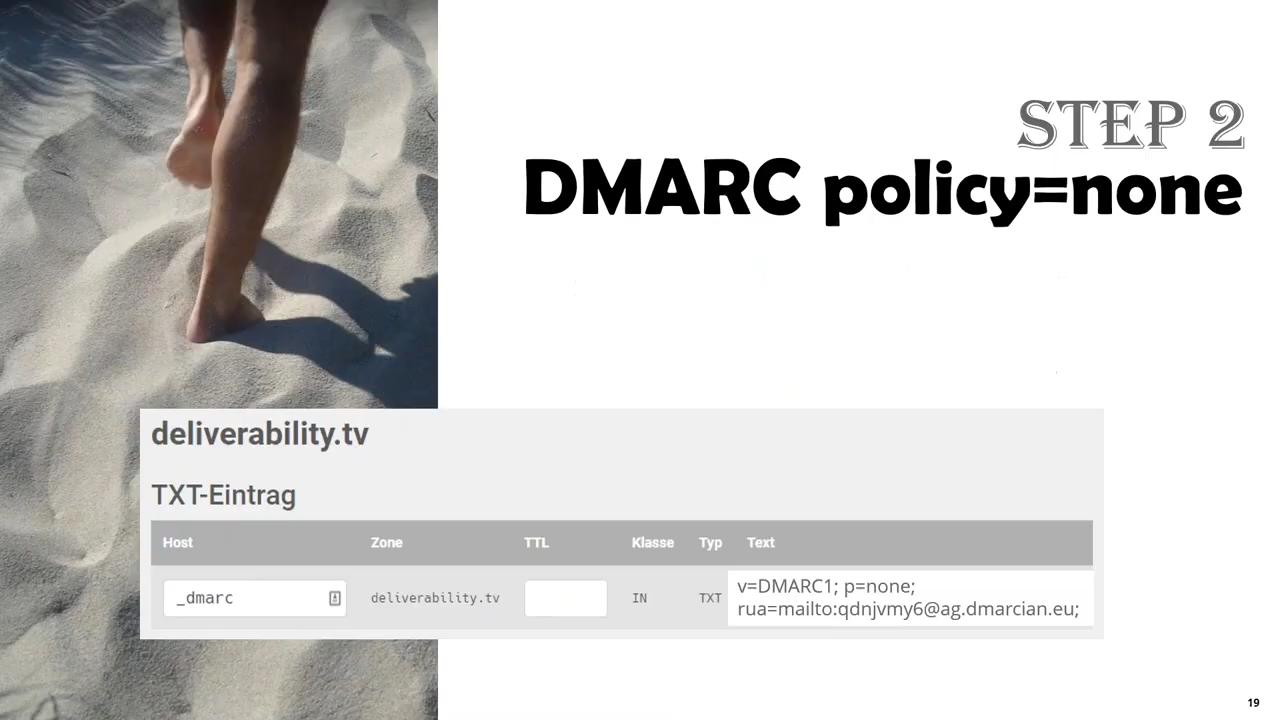 STEP 2
DMARC policy=none
deliverability.tv
TXT-Eintrag
Host Zone TTL Klasse Typ Text
_dmarc deliverability.tv IN TXT v=DMARC1; p=none;
rua=mailto:qdnjvmy6@ag.dmarcian.eu;
19